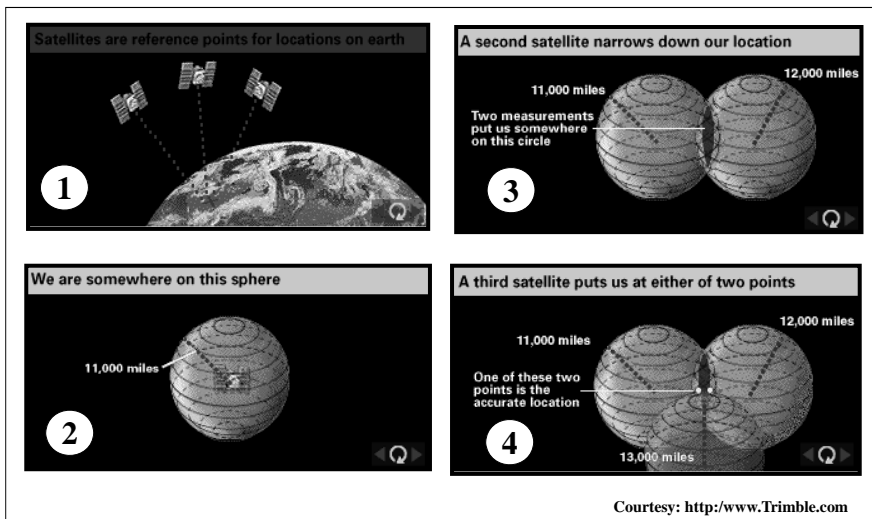 Satellites are reference points for locations on earth
1
We are somewhere on this sphere
11,000 miles
2
A second satellite narrows down our location
12,000 miles
11,000 miles
Two measurements
put us somewhere
on this circle
3
A third satellite puts us at either of two points
12,000 miles
11,000 miles
One of these two
points is the
accurate location
4
13,000 miles
Courtesy: http:/www.Trimble.com